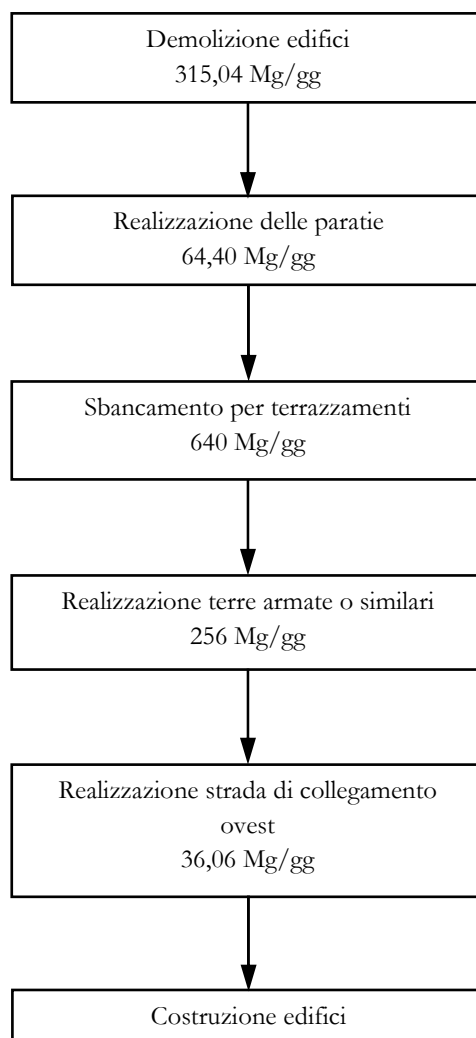 Demolizione edifici
315,04 Mg/gg
Realizzazione delle paratie
64,40 Mg/gg
Sbancamento per terrazzamenti
640 Mg/gg
Realizzazione terre armate o similari
256 Mg/gg
Realizzazione strada di collegamento
ovest
36,06 Mg/gg
Costruzione edifici